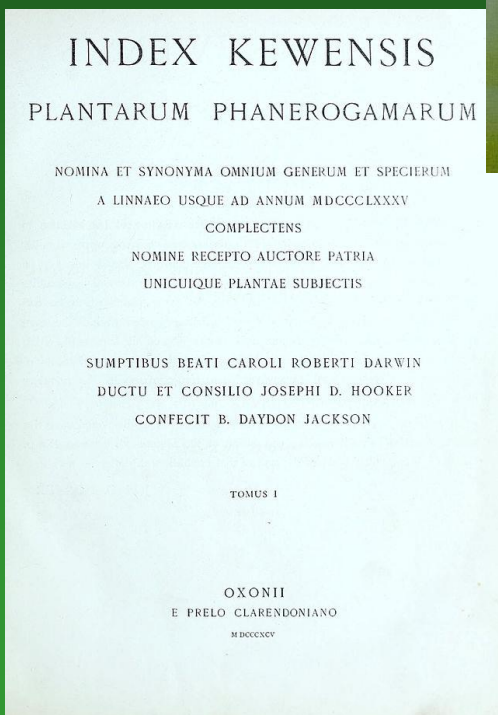 INDEX KEWENSIS
PLANTARUM PHANEROGAMARUM
NOMINA ET SYNONYMA OMNIUM GENERUM ET SPECIERUM
A LINNAEO USQUE AD ANNUM MDCCCLXXXV
COMPLECTENS
NOMINE RECEPTO AUCTORE PATRIA
UNICUIQUE PLANTAE SUBJECTIS
SUMPTIBUS BEATI CAROLI ROBERTI DARWIN
DUCTU ET CONSILIO JOSEPHI D. HOOKER
CONFECIT B. DAYDON JACKSON
TOMUS I
OXONII
E PRELO CLARENDONIANO
MDCCCXCV